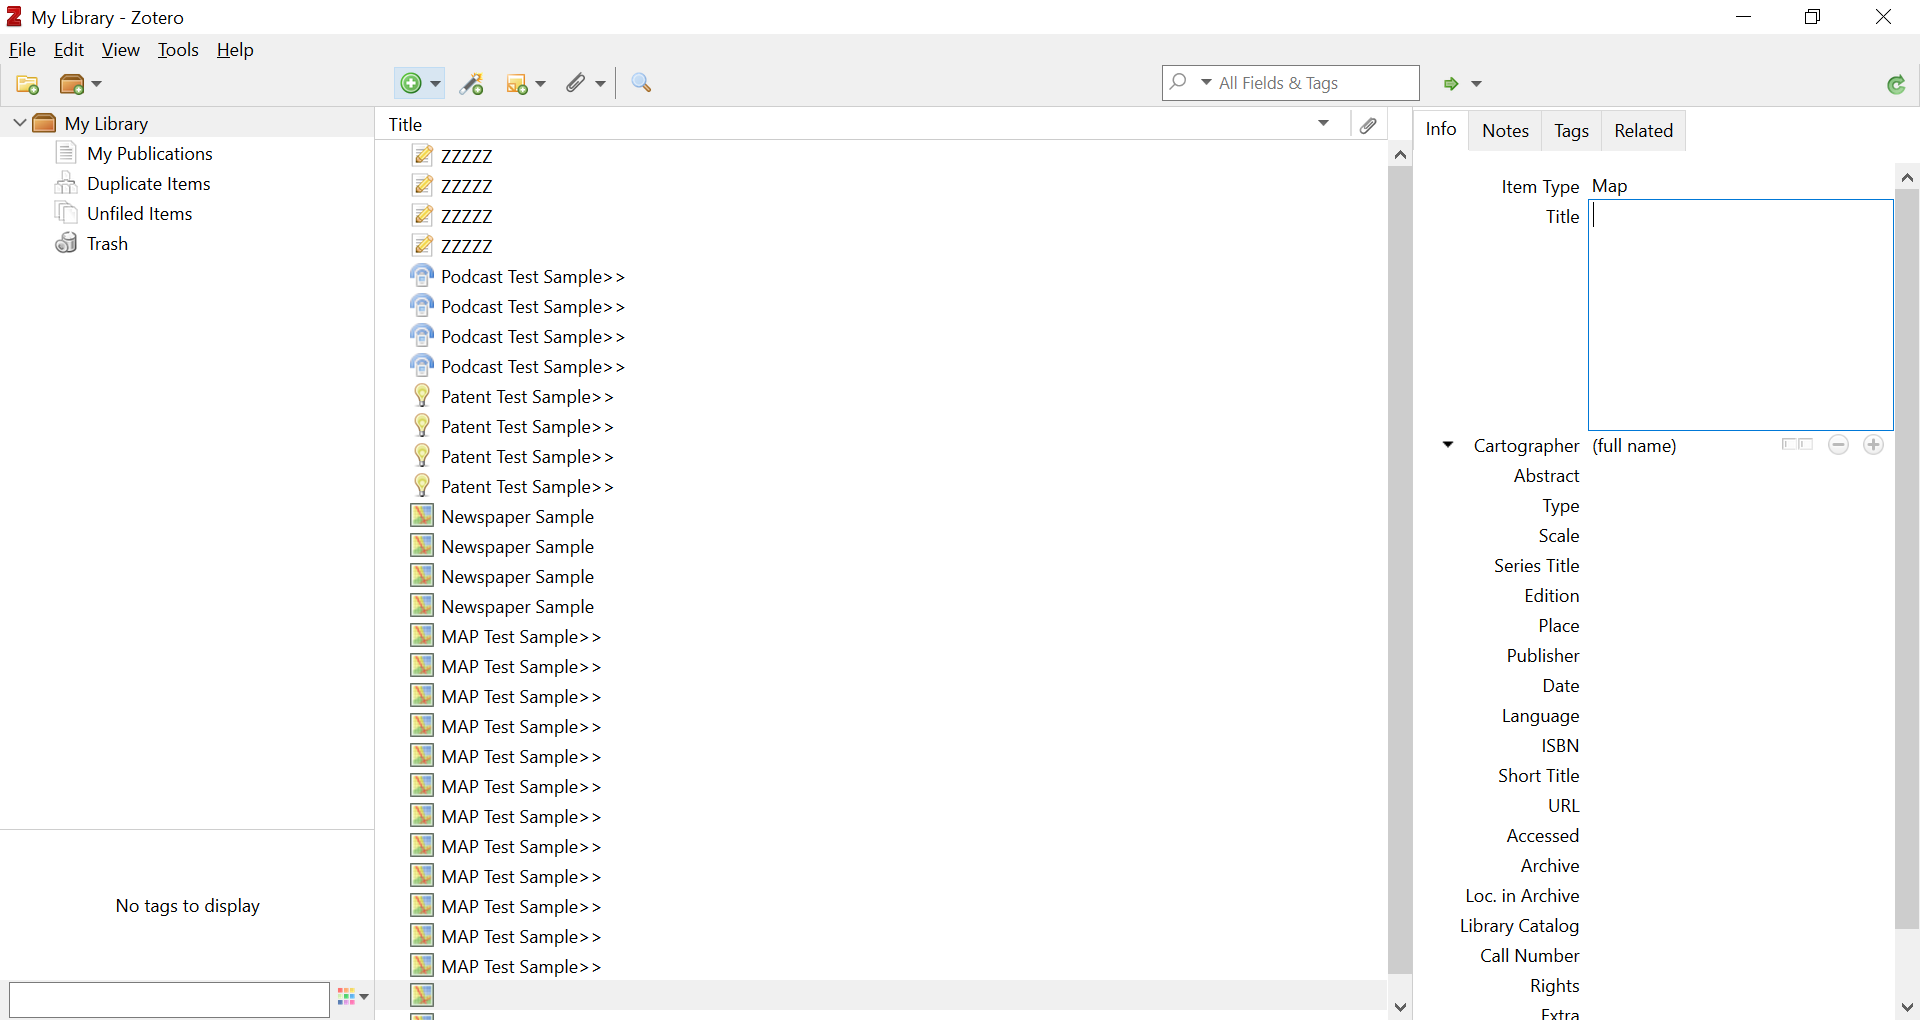 My Library - Zotero
File Edit View Tools Help
All Fields & Tags
My Library
My Publications
Duplicate Items
Unfiled Items
Trash
No tags to display
Title
ZZZZZ
ZZZZZ
ZZZZZ
ZZZZZ
Podcast Test Sample>>
Podcast Test Sample>>
Podcast Test Sample>>
Podcast Test Sample>>
Patent Test Sample>>
Patent Test Sample>>
Patent Test Sample>>
Patent Test Sample>>
Newspaper Sample
Newspaper Sample
Newspaper Sample
Newspaper Sample
MAP Test Sample>>
MAP Test Sample>>
MAP Test Sample>>
MAP Test Sample>>
MAP Test Sample>>
MAP Test Sample>>
MAP Test Sample>>
MAP Test Sample>>
MAP Test Sample>>
MAP Test Sample>>
MAP Test Sample>>
MAP Test Sample>>
Info Notes Tags Related
Item Type Map
Title
Cartographer (full name)
Abstract
Type
Scale
Series Title
Edition
Place
Publisher
Date
Language
ISBN
Short Title
URL
Accessed
Archive
Loc. in Archive
Library Catalog
Call Number
Rights
Extra